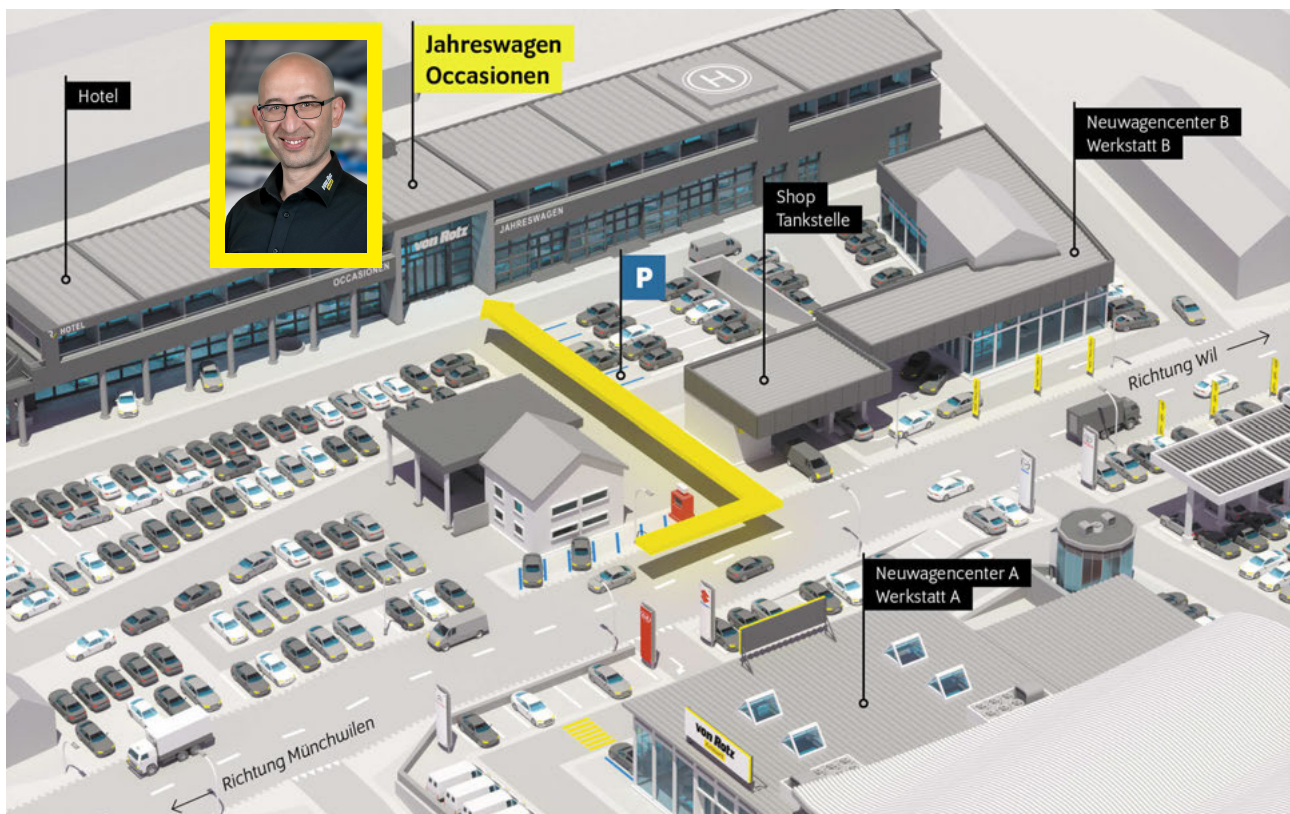 Hotel
Jahreswagen
Occasionen
H
Neuwagencenter B
Werkstatt B
Shop
Tankstelle
von Rotz
JAHRESWAGEN
OCCASIONEN
P
HOTEL
Richtung Wil
Neuwagencenter A
Werkstatt A
von Rotz
Richtung Münchwilen